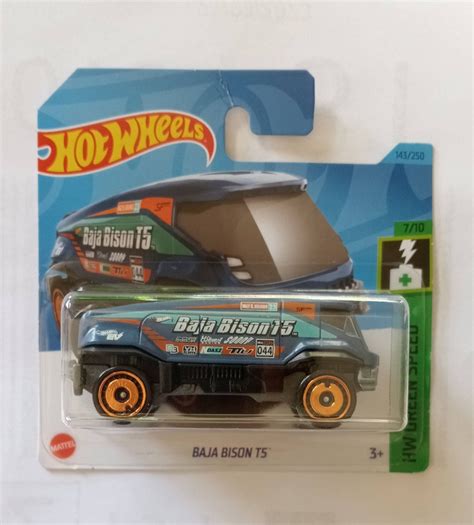 HOT WHEELS
143/250
7/10
Baja Bison T5
044
Baja Bison T5.
044
HW GREEN SPEED
MATTEL
BAJA BISON T5
3+